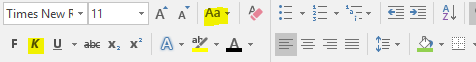 Times New R 11 A A Aa A
F K U abc x₂ x² A ab A